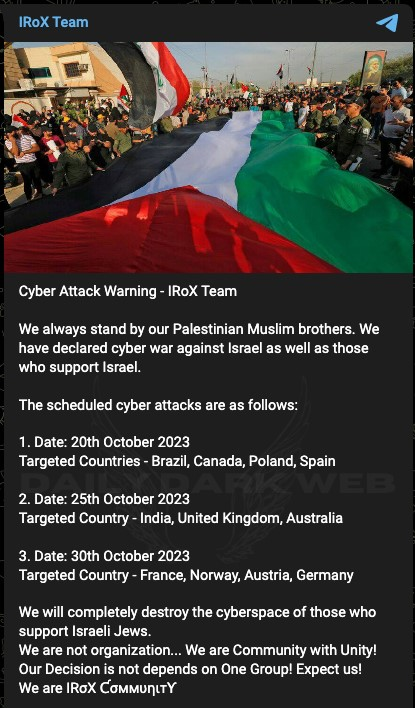 IRoX Team
Cyber Attack Warning - IRoX Team
We always stand by our Palestinian Muslim brothers. We
have declared cyber war against Israel as well as those
who support Israel.
The scheduled cyber attacks are as follows:
1. Date: 20th October 2023
Targeted Countries - Brazil, Canada, Poland, Spain
DAILY DARK WEB
2. Date: 25th October 2023
Targeted Country - India, United Kingdom, Australia
3. Date: 30th October 2023
Targeted Country - France, Norway, Austria, Germany
We will completely destroy the cyberspace of those who
support Israeli Jews.
We are not organization... We are Community with Unity!
Our Decision is not depends on One Group! Expect us!
We are IRσX Ƈσммυηιтλ